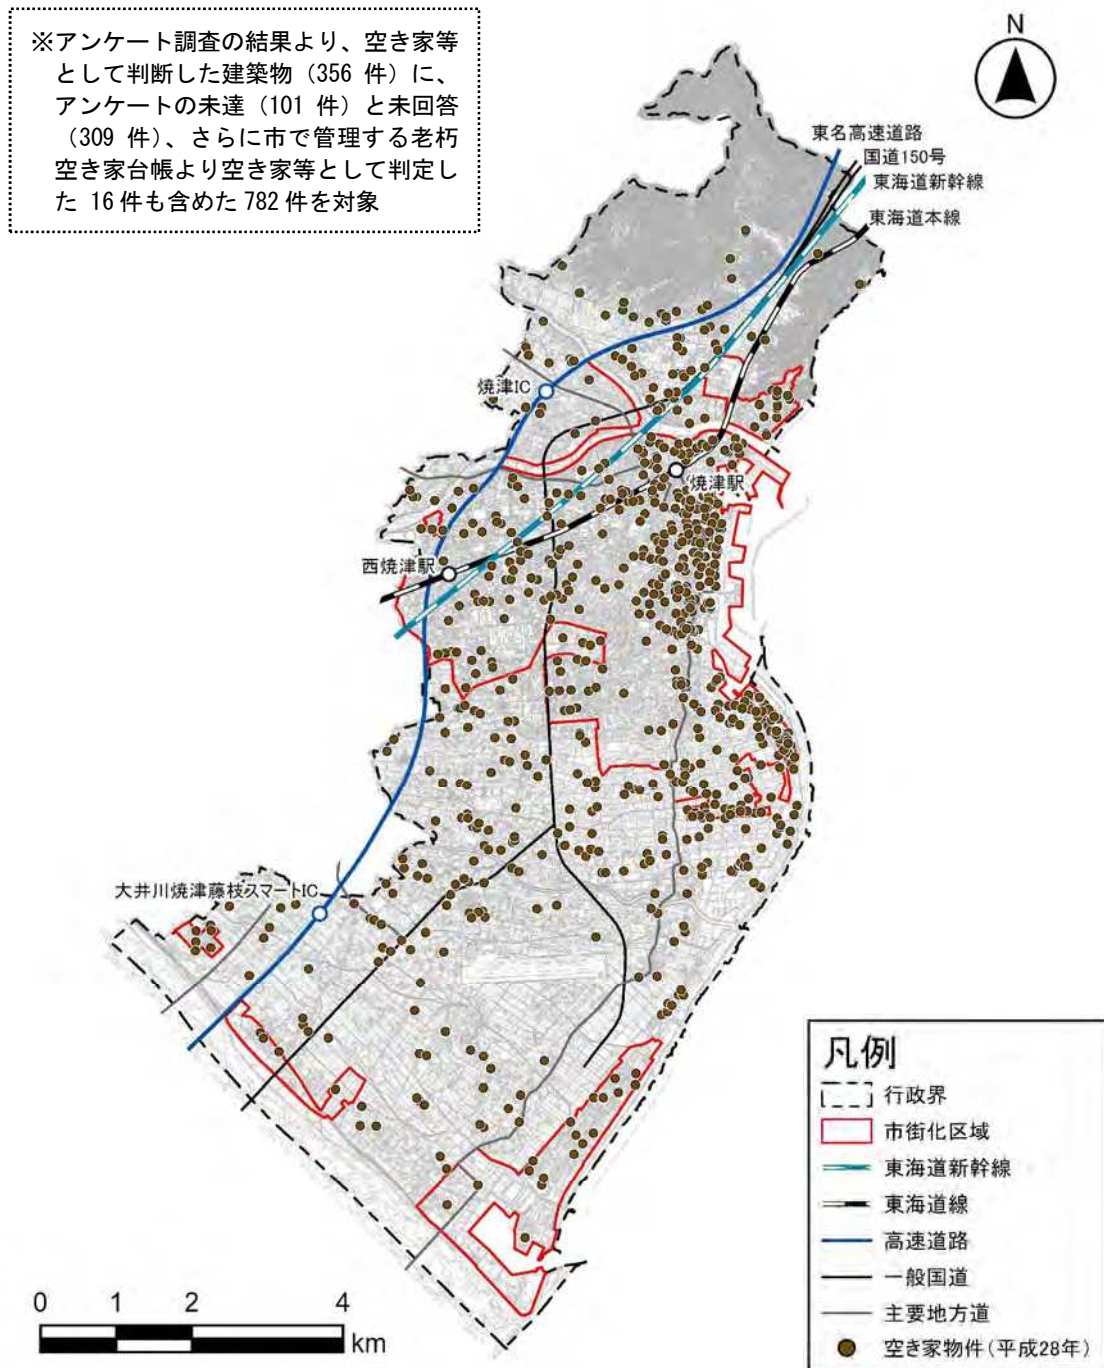 ※アンケート調査の結果より、空き家等
として判断した建築物（356 件）に、
アンケートの未達（101 件）と未回答
（309 件）、さらに市で管理する老朽
空き家台帳より空き家等として判定し
た 16 件も含めた 782 件を対象
N
東名高速道路
国道150号
東海道新幹線
東海道本線
焼津IC
焼津駅
西焼津駅
大井川焼津藤枝スマートIC
凡例
行政界
市街化区域
東海道新幹線
東海道線
高速道路
一般国道
主要地方道
空き家物件(平成28年)
0 1 2 4
km